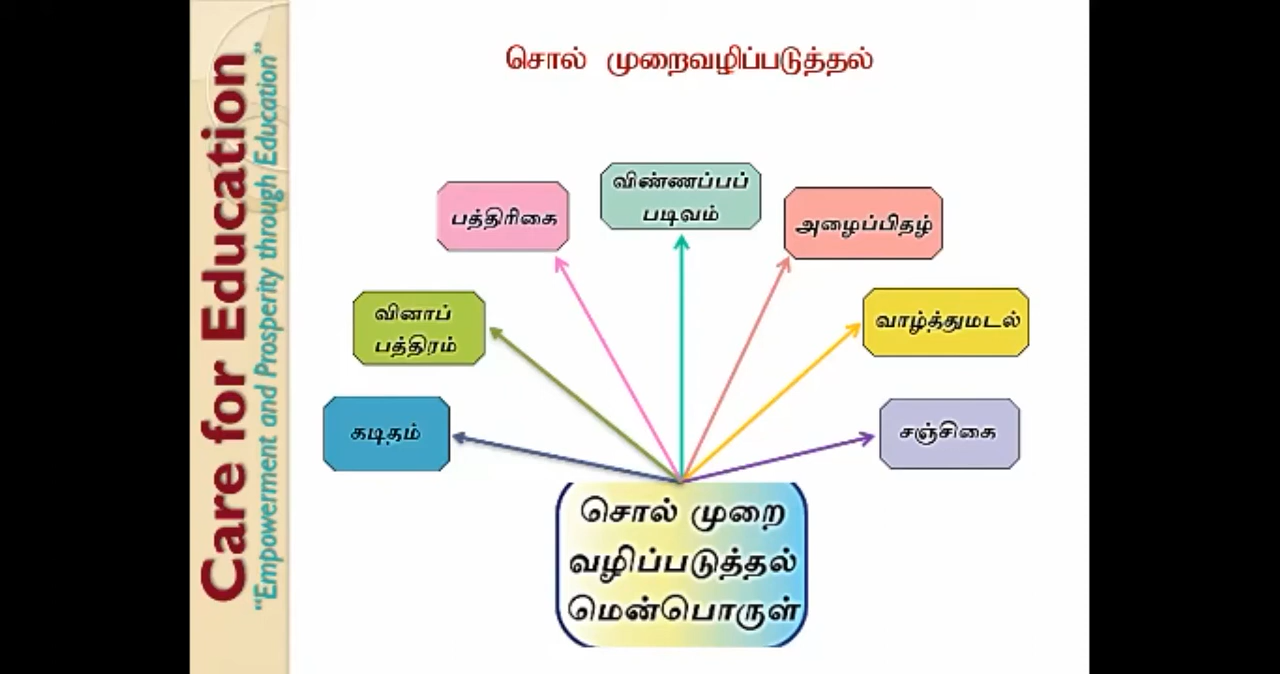 Care for Education
“Empowerment and Prosperity through Education”
சொல் முறைவழிப்படுத்தல்
விண்ணப்பப்
படிவம்
பத்திரிகை
அழைப்பிதழ்
வினாப்
பத்திரம்
வாழ்த்துமடல்
கடிதம்
சஞ்சிகை
சொல் முறை
வழிப்படுத்தல்
மென்பொருள்